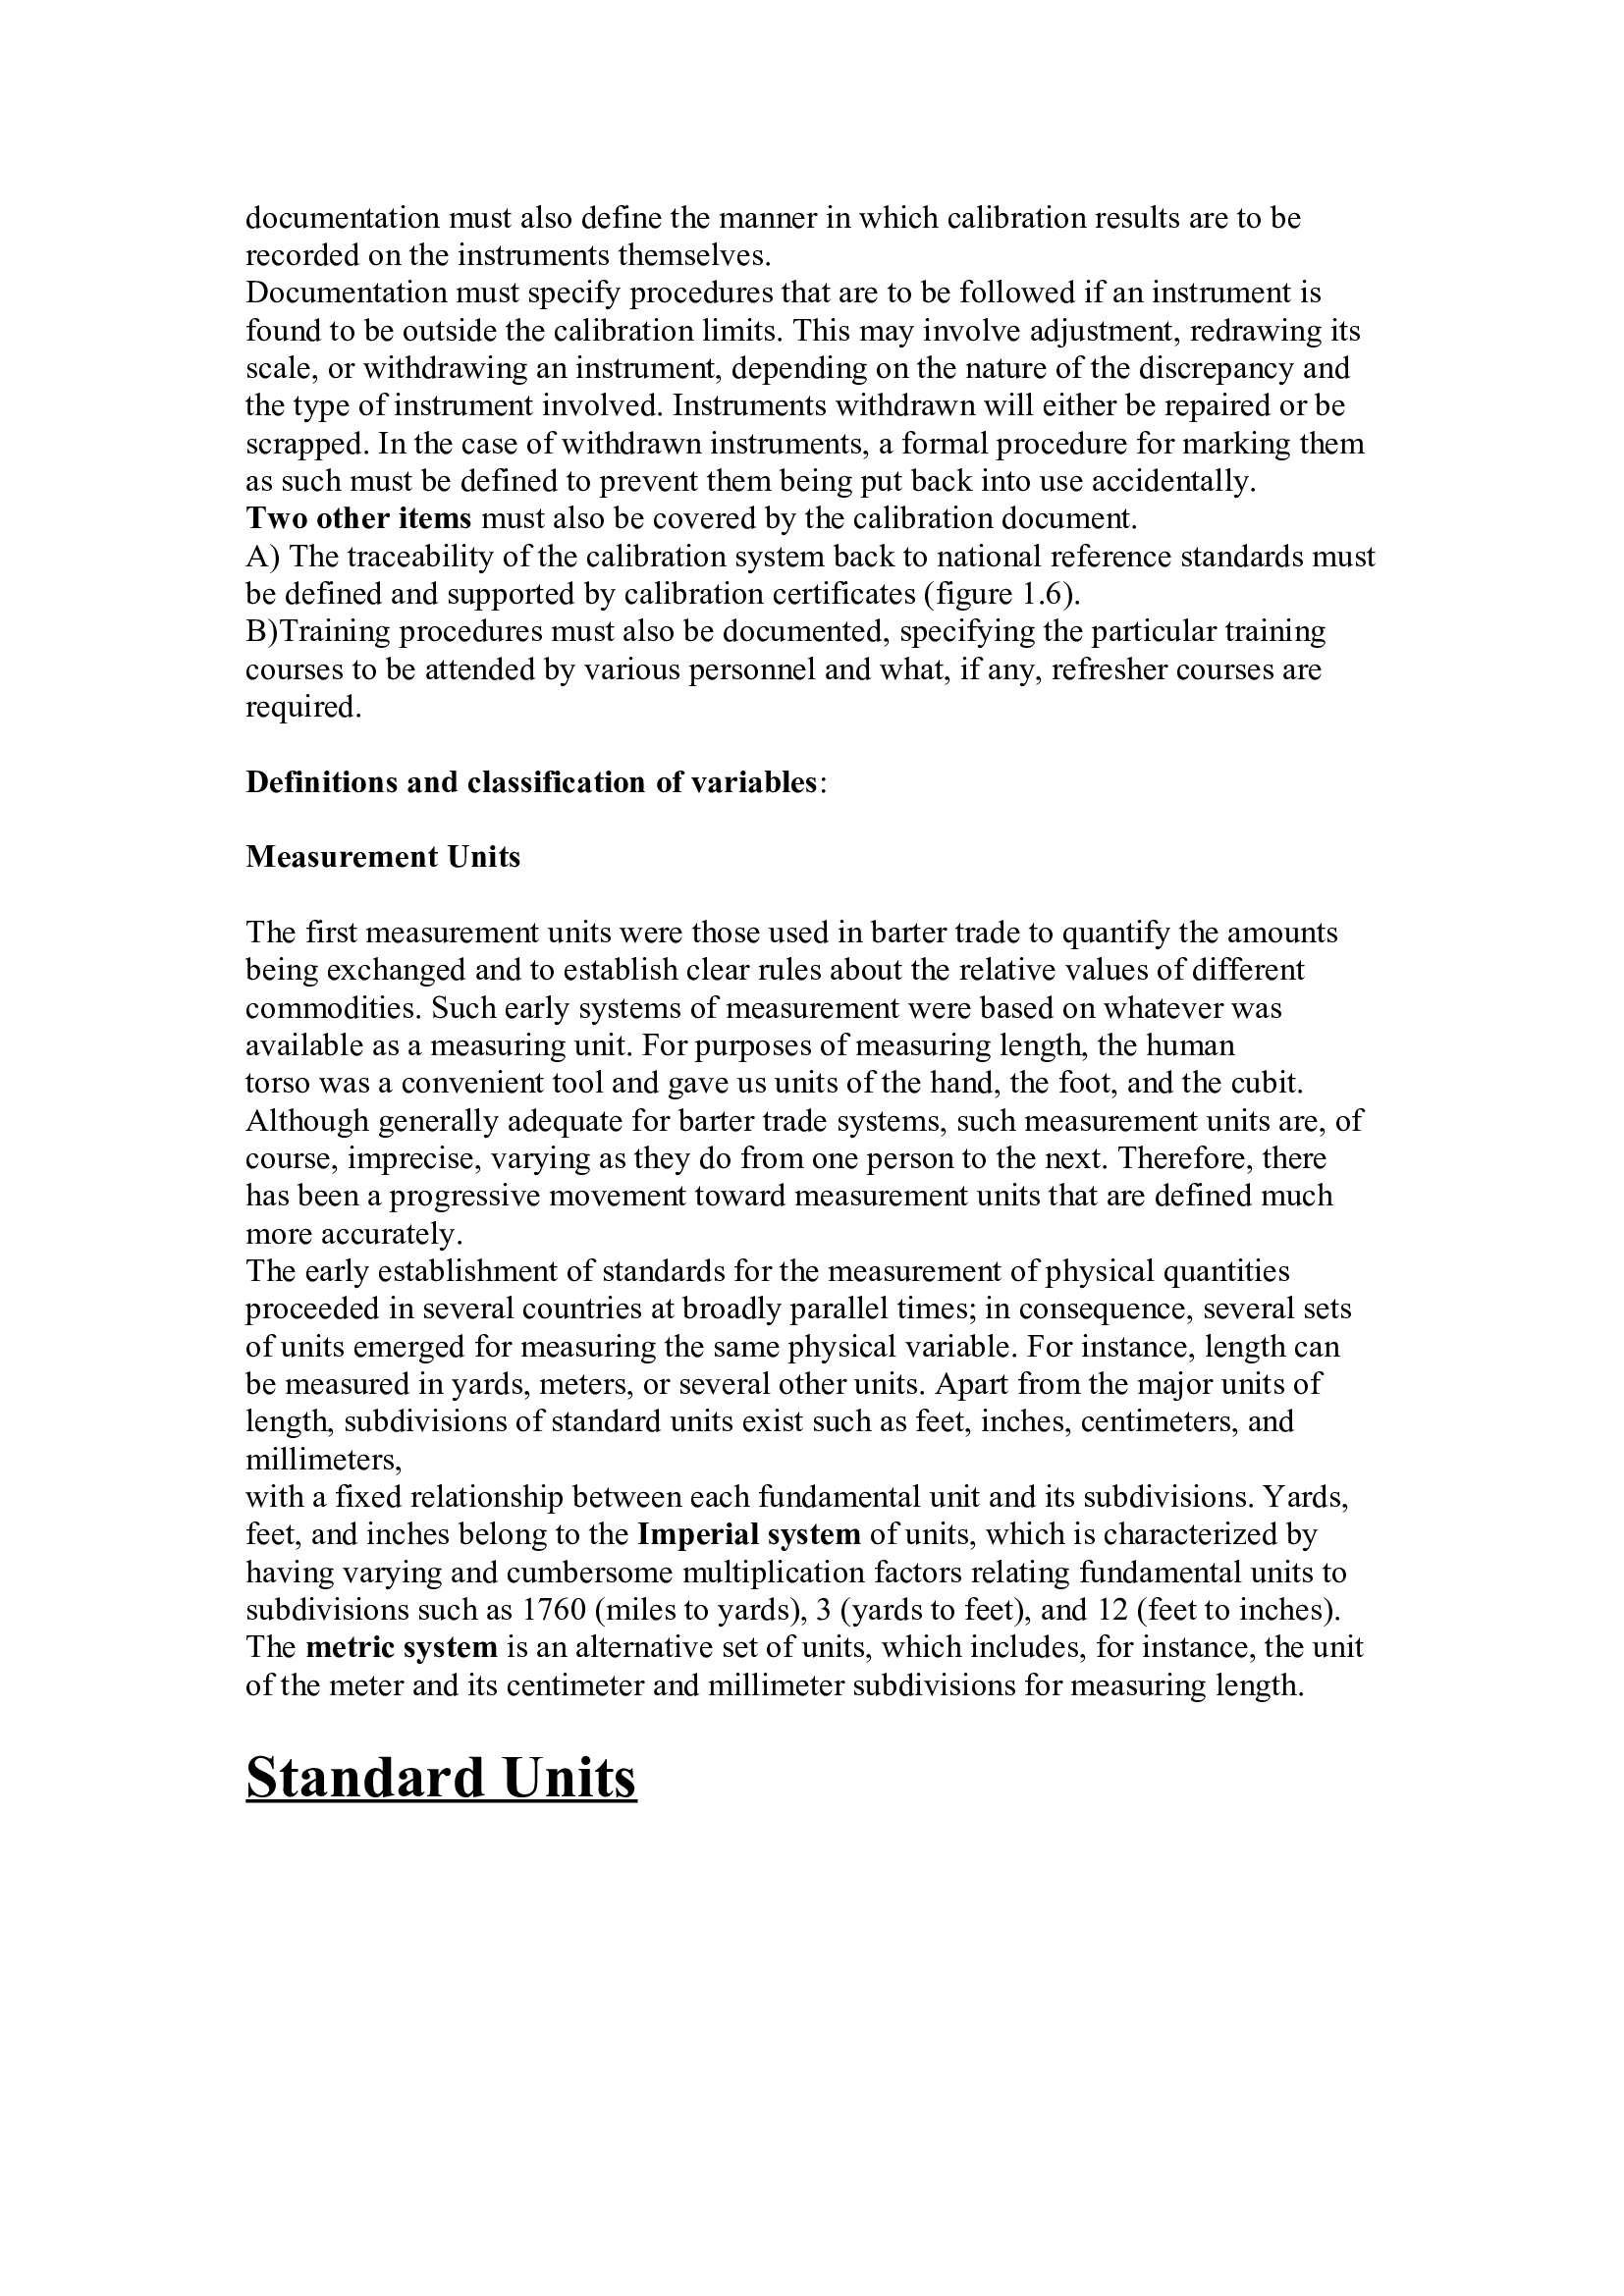 documentation must also define the manner in which calibration results are to be
recorded on the instruments themselves.
Documentation must specify procedures that are to be followed if an instrument is
found to be outside the calibration limits. This may involve adjustment, redrawing its
scale, or withdrawing an instrument, depending on the nature of the discrepancy and
the type of instrument involved. Instruments withdrawn will either be repaired or be
scrapped. In the case of withdrawn instruments, a formal procedure for marking them
as such must be defined to prevent them being put back into use accidentally.
Two other items must also be covered by the calibration document.
A) The traceability of the calibration system back to national reference standards must
be defined and supported by calibration certificates (figure 1.6).
B)Training procedures must also be documented, specifying the particular training
courses to be attended by various personnel and what, if any, refresher courses are
required.
Definitions and classification of variables:
Measurement Units
The first measurement units were those used in barter trade to quantify the amounts
being exchanged and to establish clear rules about the relative values of different
commodities. Such early systems of measurement were based on whatever was
available as a measuring unit. For purposes of measuring length, the human
torso was a convenient tool and gave us units of the hand, the foot, and the cubit.
Although generally adequate for barter trade systems, such measurement units are, of
course, imprecise, varying as they do from one person to the next. Therefore, there
has been a progressive movement toward measurement units that are defined much
more accurately.
The early establishment of standards for the measurement of physical quantities
proceeded in several countries at broadly parallel times; in consequence, several sets
of units emerged for measuring the same physical variable. For instance, length can
be measured in yards, meters, or several other units. Apart from the major units of
length, subdivisions of standard units exist such as feet, inches, centimeters, and
millimeters,
with a fixed relationship between each fundamental unit and its subdivisions. Yards,
feet, and inches belong to the Imperial system of units, which is characterized by
having varying and cumbersome multiplication factors relating fundamental units to
subdivisions such as 1760 (miles to yards), 3 (yards to feet), and 12 (feet to inches).
The metric system is an alternative set of units, which includes, for instance, the unit
of the meter and its centimeter and millimeter subdivisions for measuring length.
Standard Units